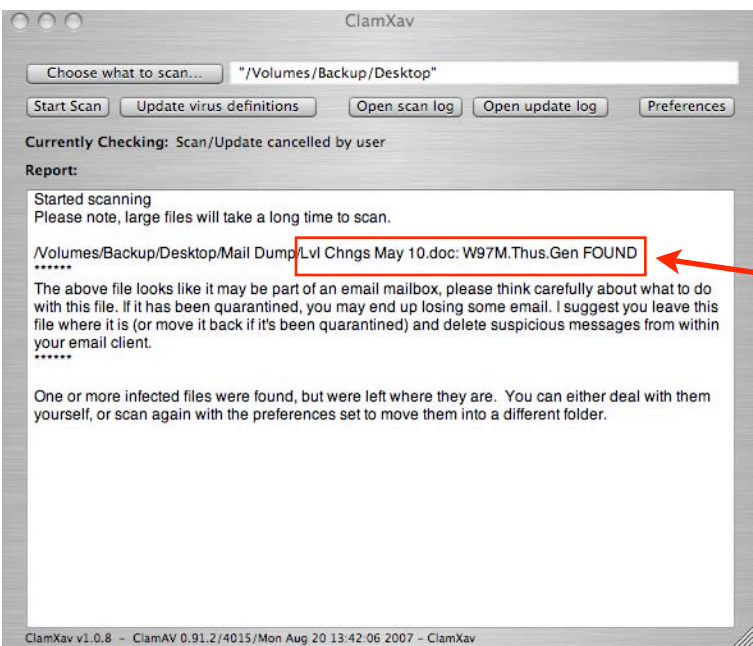 ClamXav
Choose what to scan... "/Volumes/Backup/Desktop"
Start Scan Update virus definitions Open scan log Open update log Preferences
Currently Checking: Scan/Update cancelled by user
Report:
Started scanning
Please note, large files will take a long time to scan.
/Volumes/Backup/Desktop/Mail Dump/Lvl Chngs May 10.doc: W97M.Thus.Gen FOUND
******
The above file looks like it may be part of an email mailbox, please think carefully about what to do
with this file. If it has been quarantined, you may end up losing some email. I suggest you leave this
file where it is (or move it back if it's been quarantined) and delete suspicious messages from within
your email client.
******
One or more infected files were found, but were left where they are.  You can either deal with them
yourself, or scan again with the preferences set to move them into a different folder.
ClamXav v1.0.8 – ClamAV 0.91.2/4015/Mon Aug 20 13:42:06 2007 – ClamXav